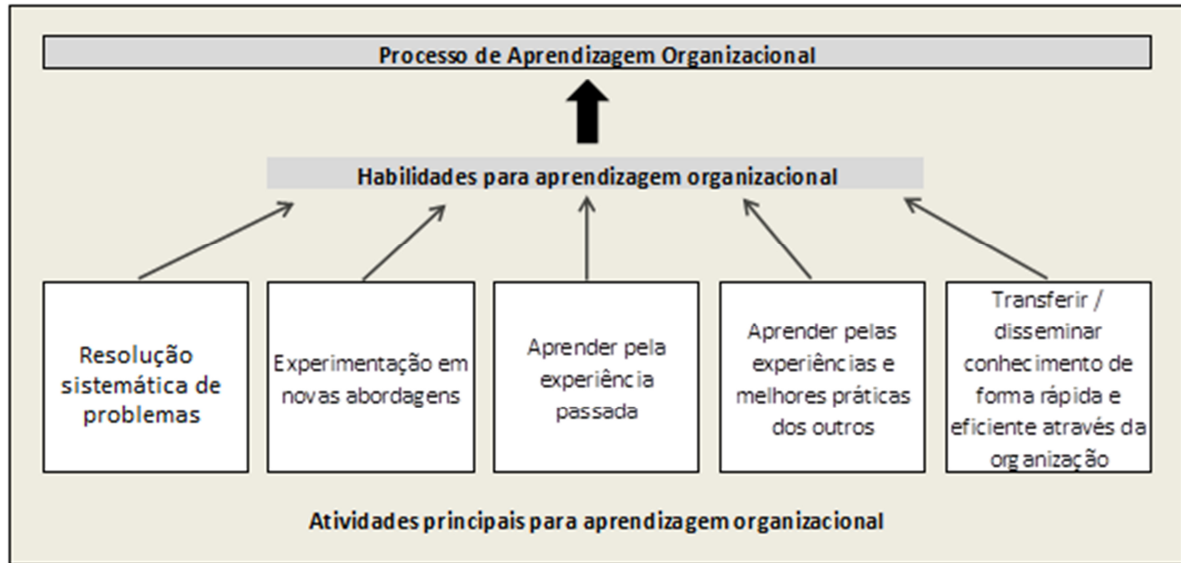 Processo de Aprendizagem Organizacional
Habilidades para aprendizagem organizacional
Resolução
sistemática de
problemas
Experimentação em
novas abordagens
Aprender pela
experiência
passada
Aprender pelas
experiências e
melhores práticas
dos outros
Transferir /
disseminar
conhecimento de
forma rápida e
eficiente através da
organização
Atividades principais para aprendizagem organizacional